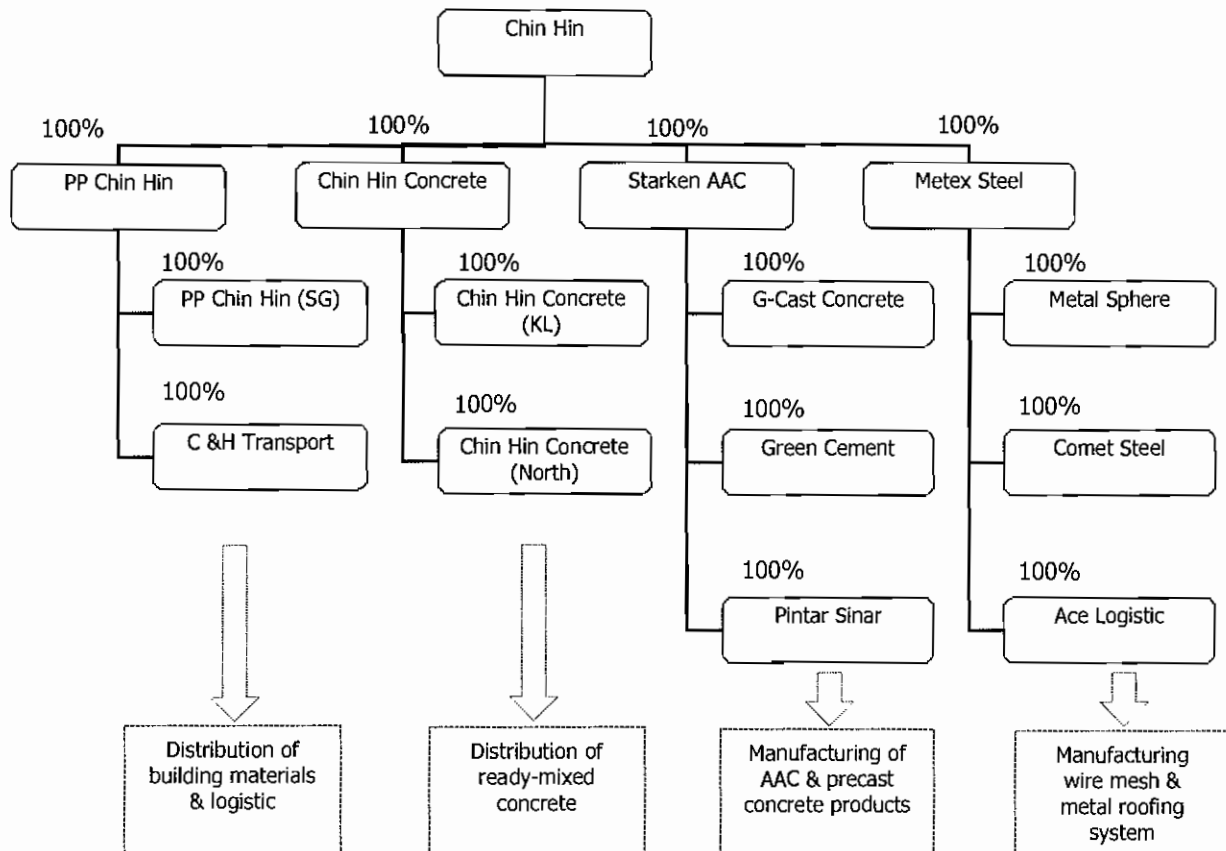 Chin Hin
100%
100%
100%
100%
PP Chin Hin
Chin Hin Concrete
Starken AAC
Metex Steel
100%
100%
100%
100%
PP Chin Hin (SG)
Chin Hin Concrete
(KL)
G-Cast Concrete
Metal Sphere
100%
100%
100%
100%
C &H Transport
Chin Hin Concrete
(North)
Green Cement
Comet Steel
100%
100%
Pintar Sinar
Ace Logistic
Distribution of
building materials
& logistic
Distribution of
ready-mixed
concrete
Manufacturing of
AAC & precast
concrete products
Manufacturing
wire mesh &
metal roofing
system